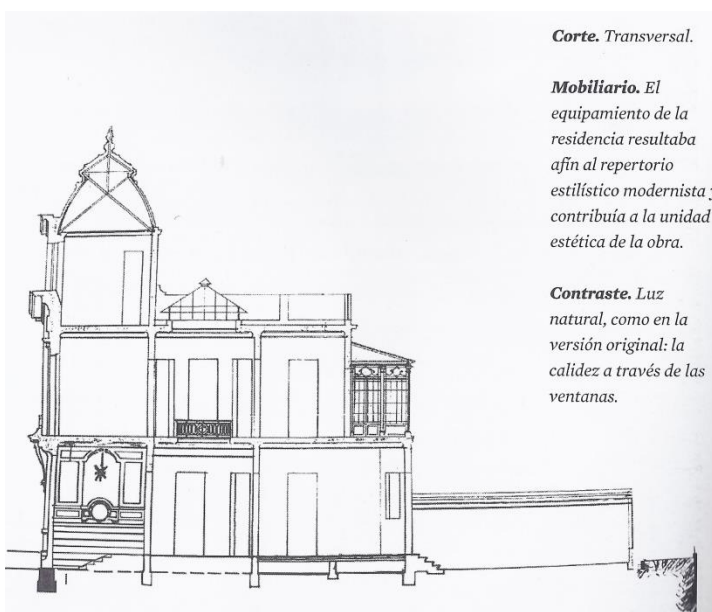 Corte. Transversal.
Mobiliario. El
equipamiento de la
residencia resultaba
afín al repertorio
estilístico modernista y
contribuía a la unidad
estética de la obra.
Contraste. Luz
natural, como en la
versión original: la
calidez a través de las
ventanas.